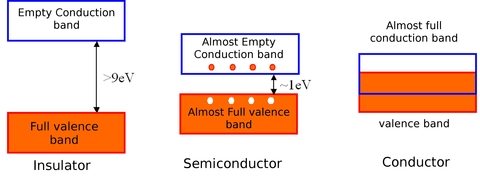 Empty Conduction
band
>9eV
Full valence
band
Insulator
Almost Empty
Conduction band
~1eV
Almost Full valence
band
Semiconductor
Almost full
conduction band
valence band
Conductor